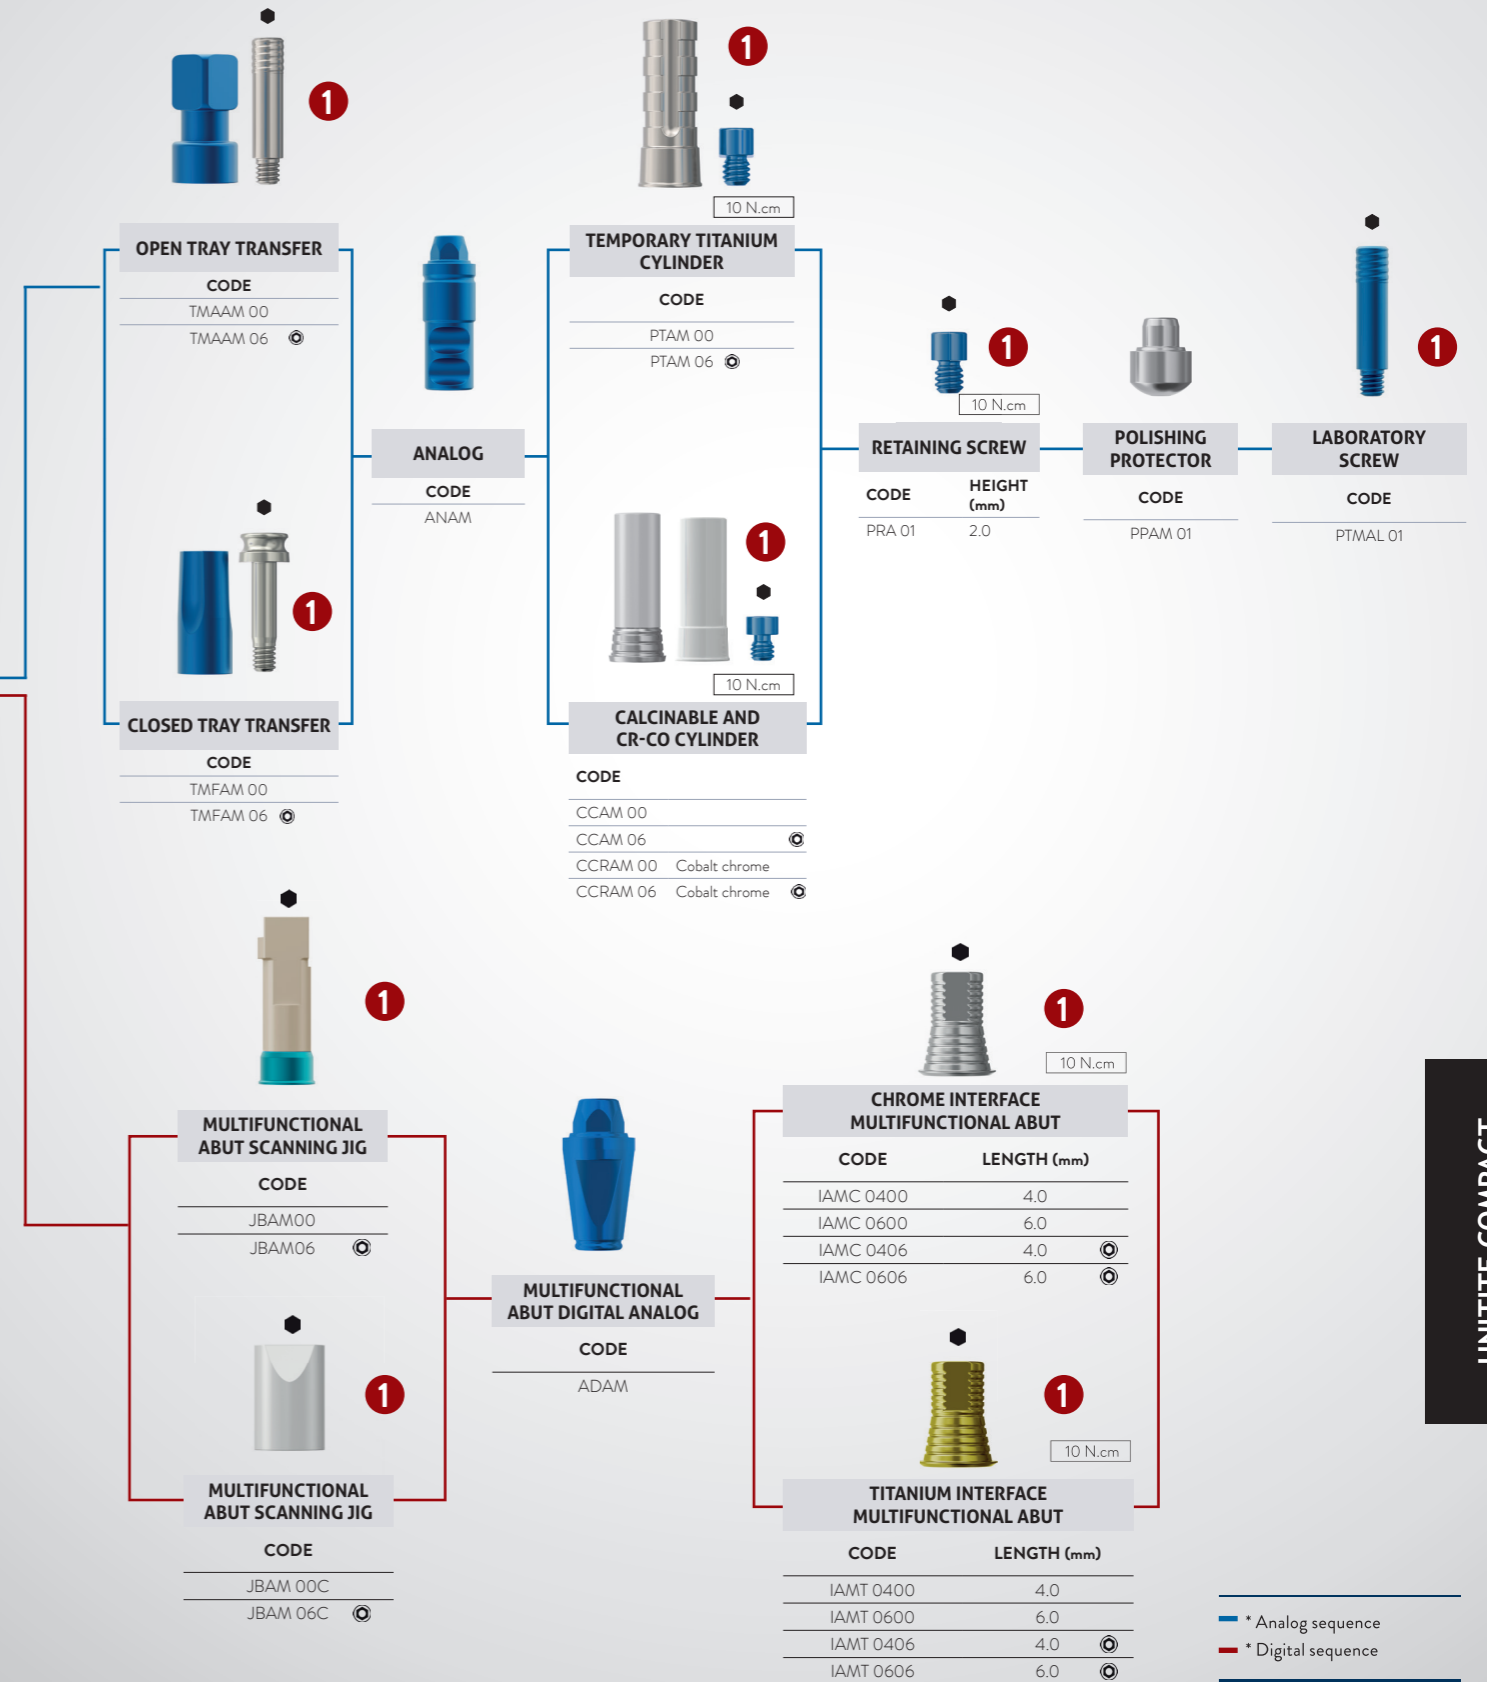 1
1
10 N.cm
OPEN TRAY TRANSFER
CODE
TMAAM 00
TMAAM 06
TEMPORARY TITANIUM
CYLINDER
CODE
PTAM 00
PTAM 06
1
10 N.cm
1
ANALOG
CODE
ANAM
RETAINING SCREW
CODE
HEIGHT
(mm)
PRA 01
2.0
POLISHING
PROTECTOR
CODE
PPAM 01
LABORATORY
SCREW
CODE
PTMAL 01
1
1
10 N.cm
CLOSED TRAY TRANSFER
CODE
TMFAM 00
TMFAM 06
CALCINABLE AND
CR-CO CYLINDER
CODE
CCAM 00
CCAM 06
CCRAM 00 Cobalt chrome
CCRAM 06 Cobalt chrome
1
MULTIFUNCTIONAL
ABUT SCANNING JIG
CODE
JBAM00
JBAM06
1
MULTIFUNCTIONAL
ABUT SCANNING JIG
CODE
JBAM 00C
JBAM 06C
MULTIFUNCTIONAL
ABUT DIGITAL ANALOG
CODE
ADAM
1
10 N.cm
CHROME INTERFACE
MULTIFUNCTIONAL ABUT
CODE LENGTH (mm)
IAMC 0400 4.0
IAMC 0600 6.0
IAMC 0406 4.0
IAMC 0606 6.0
1
10 N.cm
TITANIUM INTERFACE
MULTIFUNCTIONAL ABUT
CODE LENGTH (mm)
IAMT 0400 4.0
IAMT 0600 6.0
IAMT 0406 4.0
IAMT 0606 6.0
UNITITE COMPACT
* Analog sequence
* Digital sequence